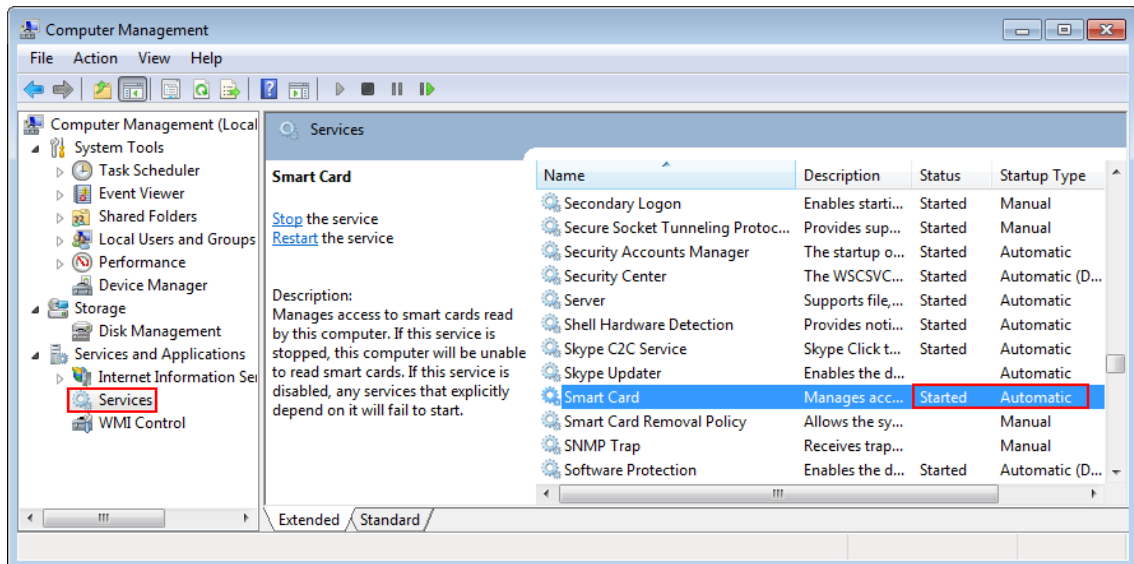 Computer Management
File Action View Help
Computer Management (Local
System Tools
Task Scheduler
Event Viewer
Shared Folders
Local Users and Groups
Performance
Device Manager
Storage
Disk Management
Services and Applications
Internet Information Ser
Services
WMI Control
Services
Smart Card
Stop the service
Restart the service
Description:
Manages access to smart cards read
by this computer. If this service is
stopped, this computer will be unable
to read smart cards. If this service is
disabled, any services that explicitly
depend on it will fail to start.
Name Description Status Startup Type
Secondary Logon Enables starti... Started Manual
Secure Socket Tunneling Protoc... Provides sup... Started Manual
Security Accounts Manager The startup o... Started Automatic
Security Center The WSCSVC... Started Automatic (D...
Server Supports file,... Started Automatic
Shell Hardware Detection Provides noti... Started Automatic
Skype C2C Service Skype Click t... Started Automatic
Skype Updater Enables the d... Automatic
Smart Card Manages acc... Started Automatic
Smart Card Removal Policy Allows the sy... Manual
SNMP Trap Receives trap... Manual
Software Protection Enables the d... Started Automatic (D...
Extended Standard